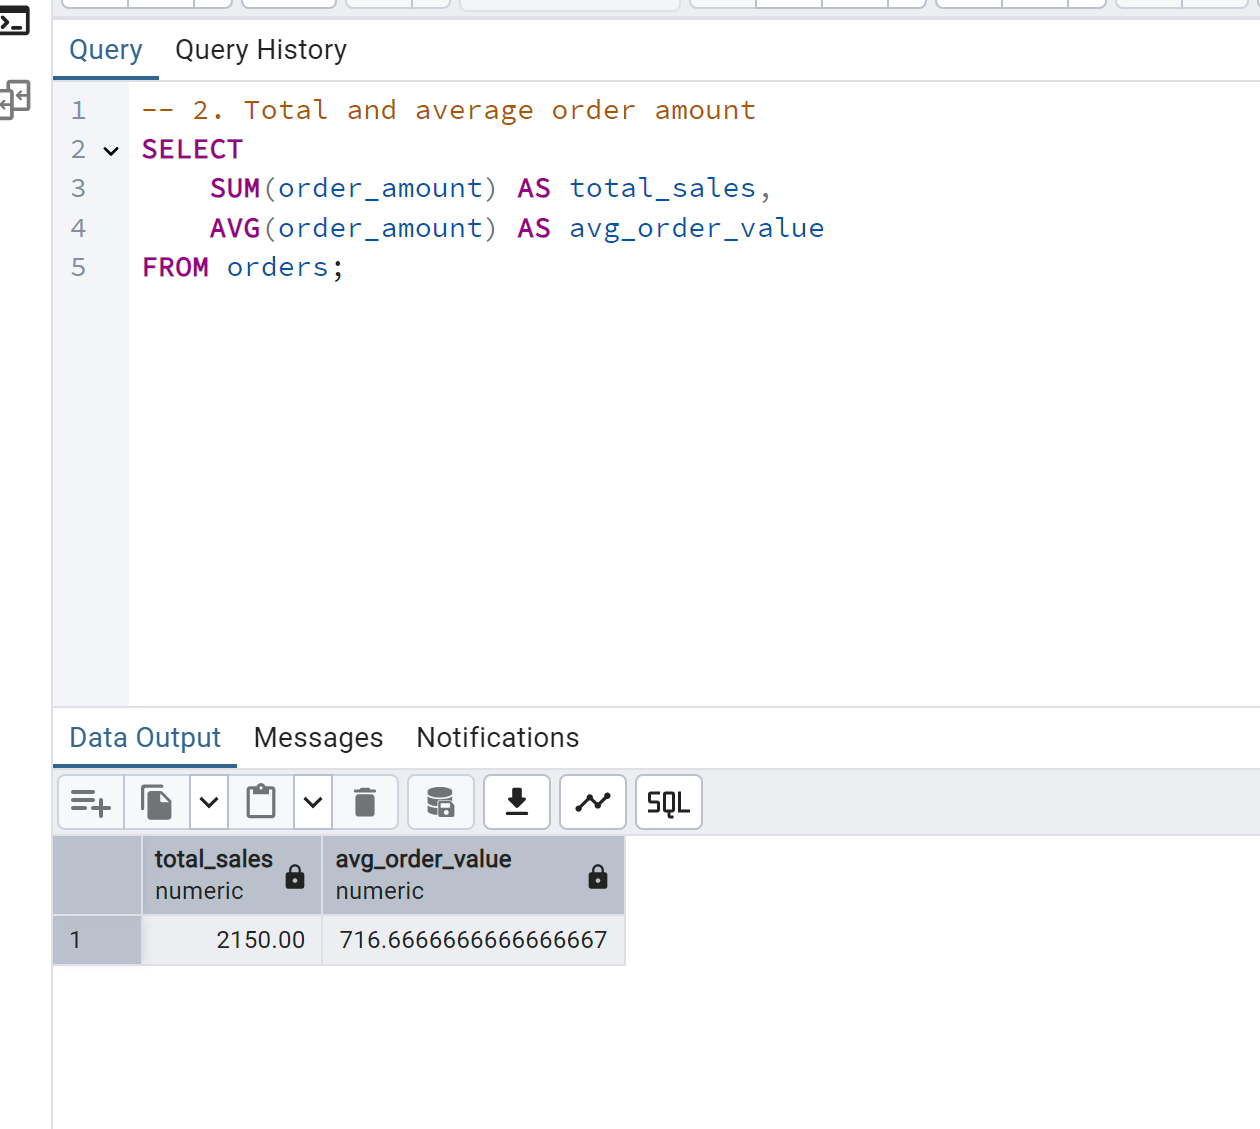 Query Query History
1 -- 2. Total and average order amount
2 SELECT
3 SUM(order_amount) AS total_sales,
4 AVG(order_amount) AS avg_order_value
5 FROM orders;
Data Output Messages Notifications
SQL
total_sales avg_order_value
numeric numeric
1 2150.00 716.6666666666666667